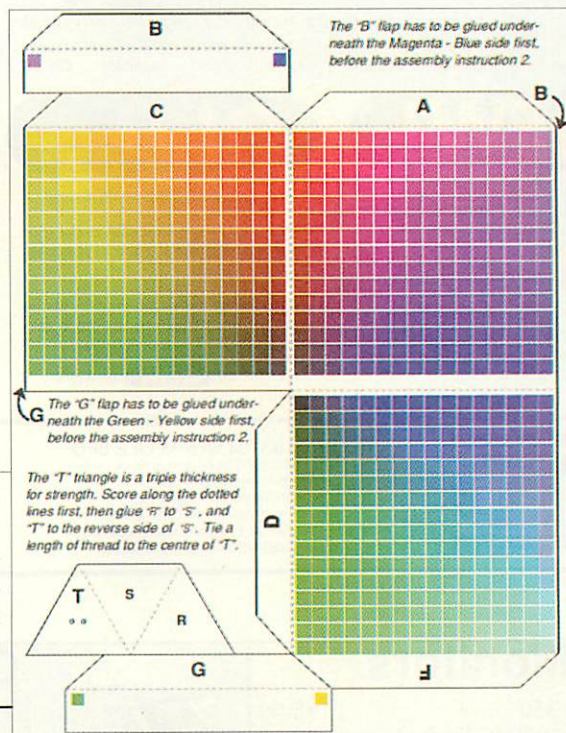 B
The "B" flap has to be glued under-
neath the Magenta - Blue side first,
before the assembly instruction 2.
C
A
B
G
The "G" flap has to be glued under-
neath the Green - Yellow side first,
before the assembly instruction 2.
The "T" triangle is a triple thickness
for strength. Score along the dotted
lines first, then glue "R" to "S", and
"T" to the reverse side of "S". Tie a
length of thread to the centre of "T".
D
T
S
R
G
F